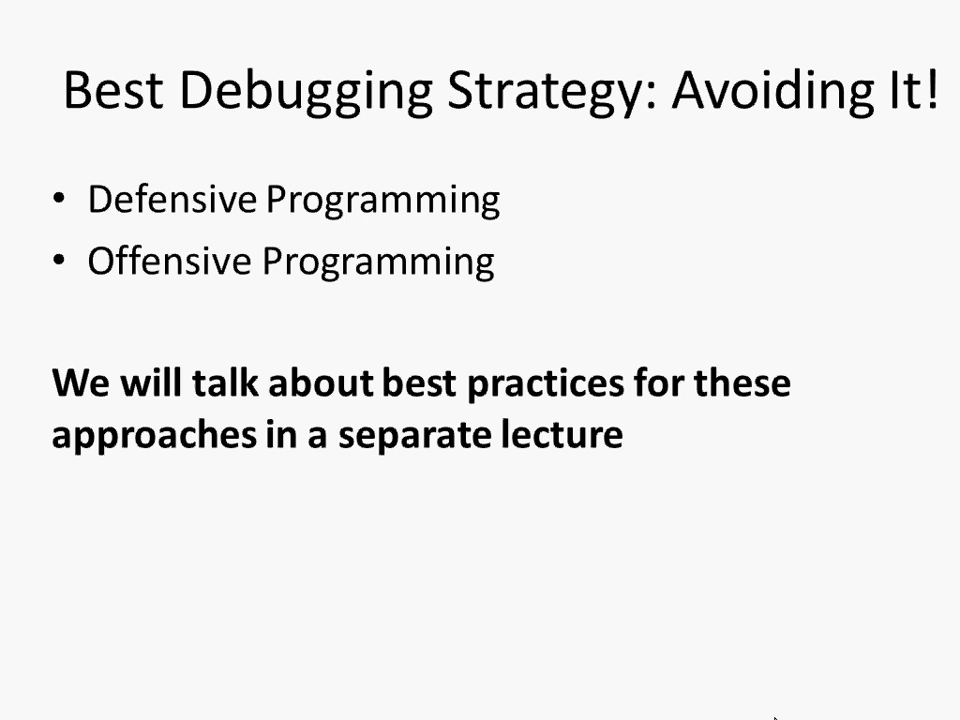 Best Debugging Strategy: Avoiding It!
• Defensive Programming
• Offensive Programming
We will talk about best practices for these
approaches in a separate lecture